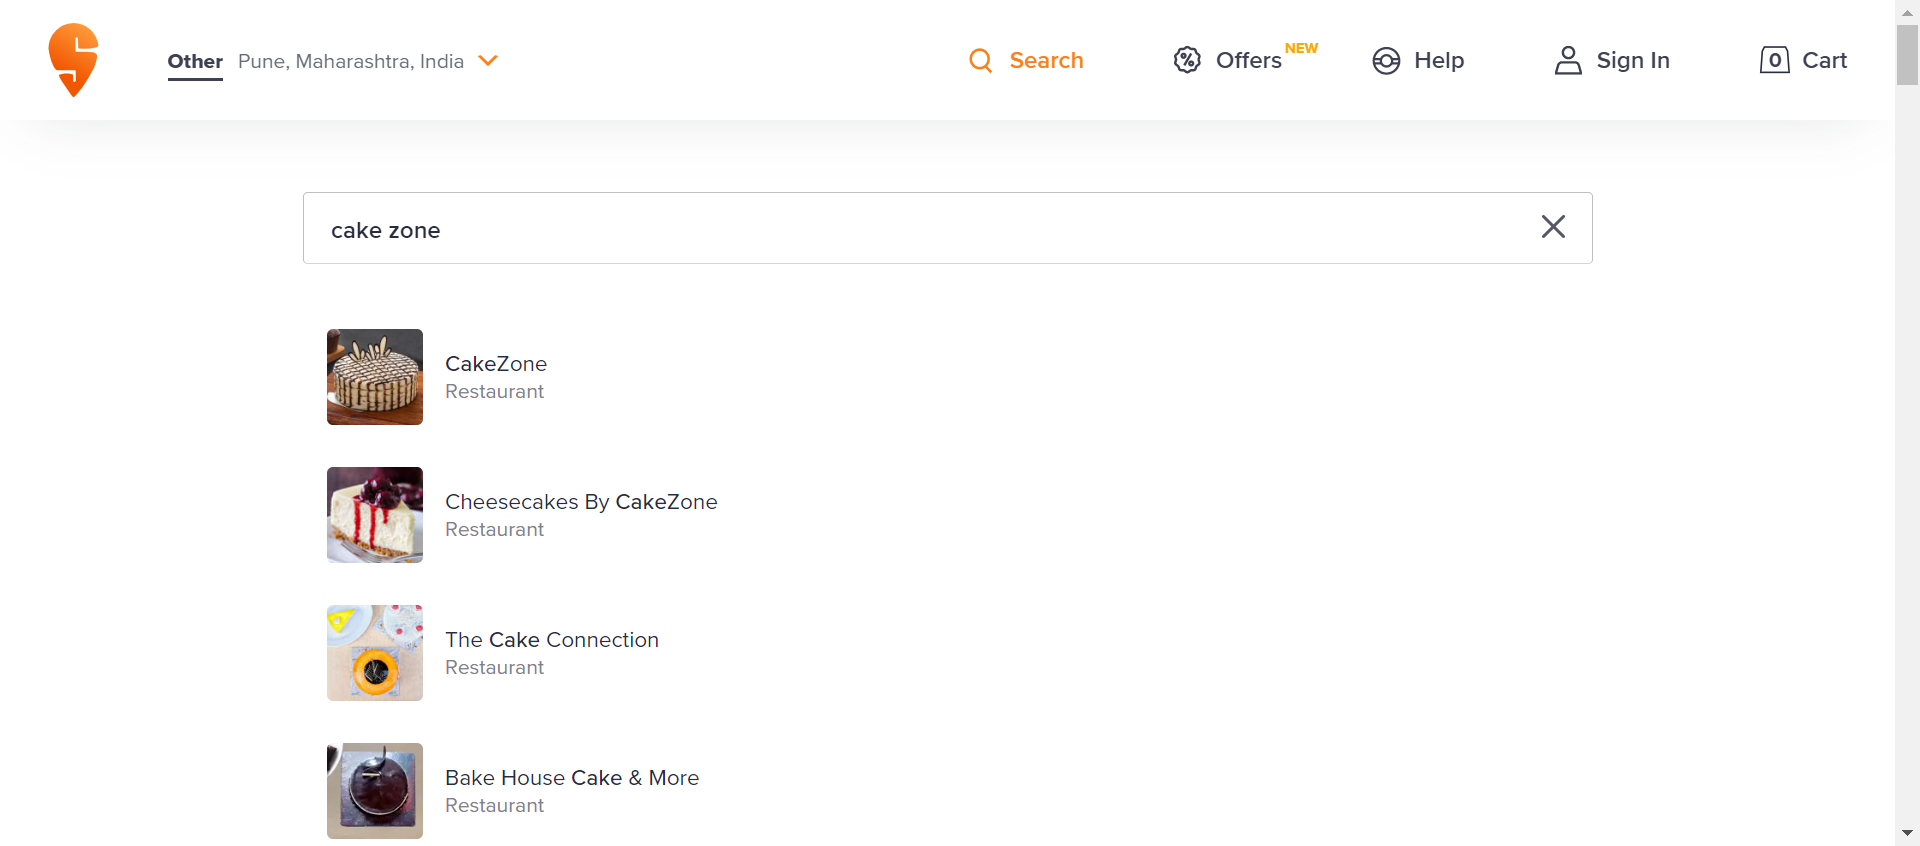 Other Pune, Maharashtra, India
Search
Offers NEW
Help
Sign In
0 Cart
cake zone
CakeZone
Restaurant
Cheesecakes By CakeZone
Restaurant
The Cake Connection
Restaurant
Bake House Cake & More
Restaurant